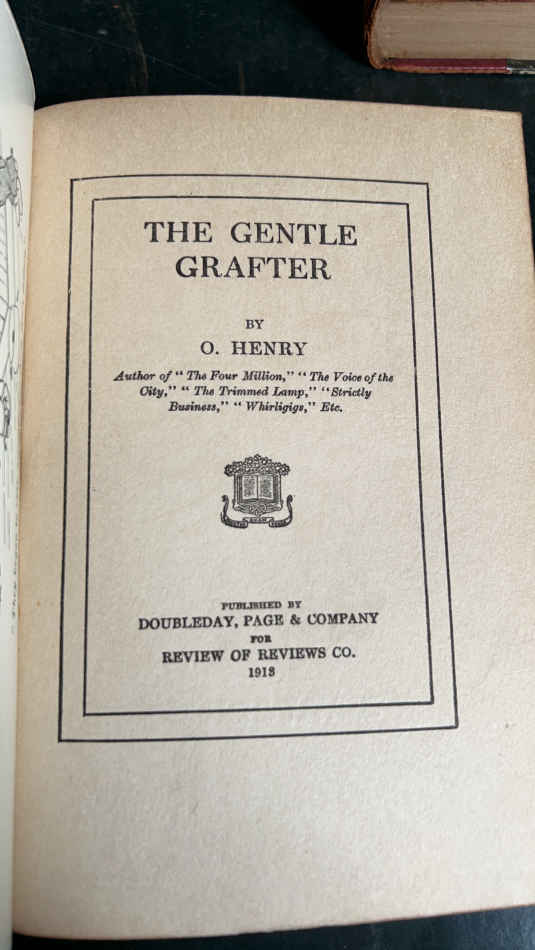 THE GENTLE
GRAFTER
BY
O. HENRY
Author of “The Four Million,” “The Voice of the
City,” “The Trimmed Lamp,” “Strictly
Business,” “Whirligigs,” Etc.
PUBLISHED BY
DOUBLEDAY, PAGE & COMPANY
FOR
REVIEW OF REVIEWS CO.
1913